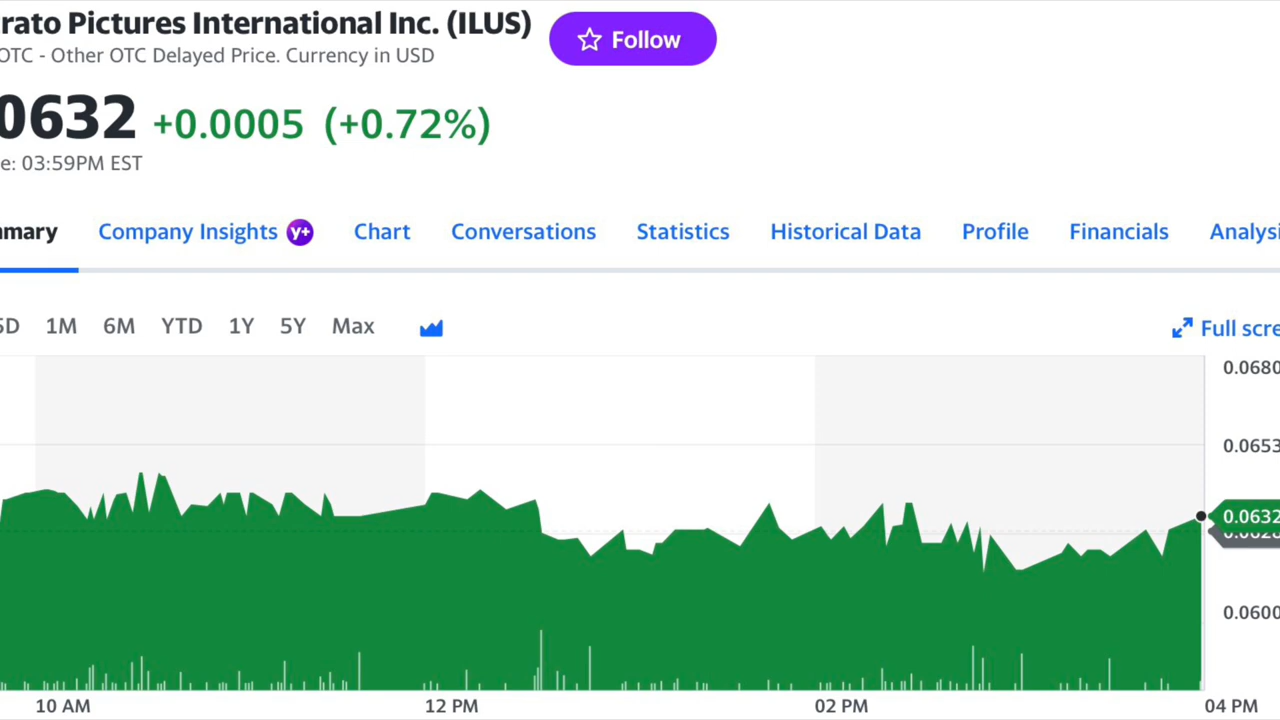 rato Pictures International Inc. (ILUS)
Follow
OTC - Other OTC Delayed Price. Currency in USD
0632 +0.0005 (+0.72%)
e: 03:59PM EST
mmary Company Insights y+ Chart Conversations Statistics Historical Data Profile Financials Analysi
5D 1M 6M YTD 1Y 5Y Max
Full scre
0.0680
0.0653
0.0632
0.0600
10 AM 12 PM 02 PM 04 PM